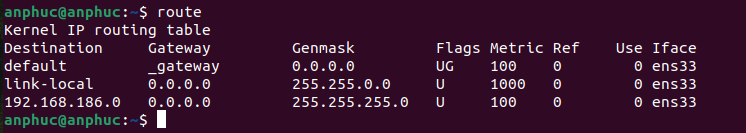 anphuc@anphuc:~$ route
Kernel IP routing table
Destination     Gateway         Genmask         Flags Metric Ref    Use Iface
default         _gateway        0.0.0.0         UG    100    0        0 ens33
link-local      0.0.0.0         255.255.0.0     U     1000   0        0 ens33
192.168.186.0   0.0.0.0         255.255.255.0   U     100    0        0 ens33
anphuc@anphuc:~$